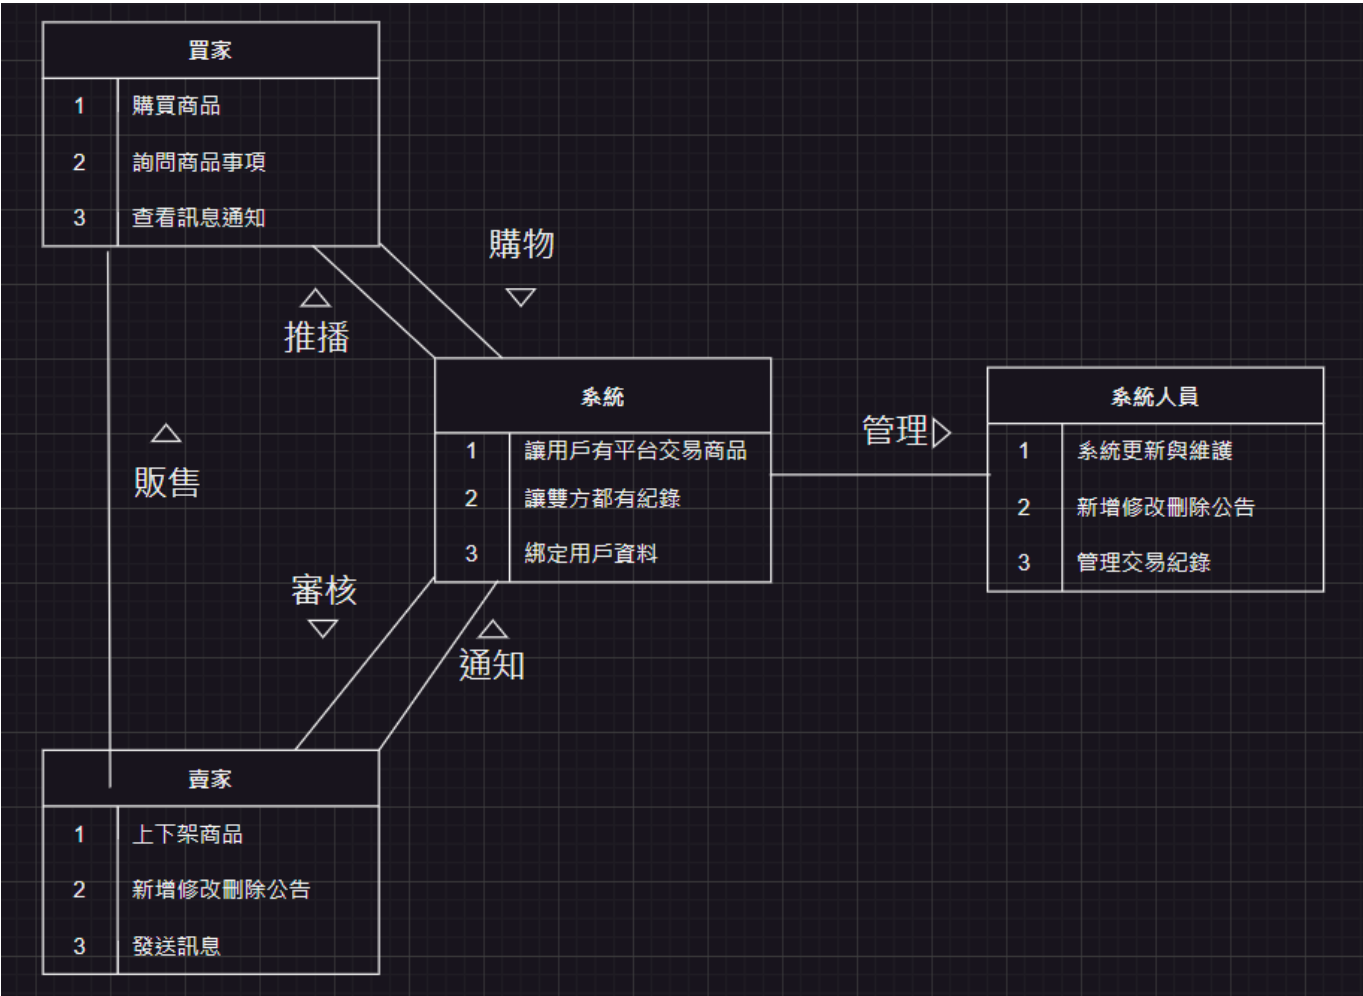 買家
1 購買商品
2 詢問商品事項
3 查看訊息通知
購物
推播
系統
1 讓用戶有平台交易商品
2 讓雙方都有紀錄
3 綁定用戶資料
管理
系統人員
1 系統更新與維護
2 新增修改刪除公告
3 管理交易紀錄
販售
審核
通知
賣家
1 上下架商品
2 新增修改刪除公告
3 發送訊息